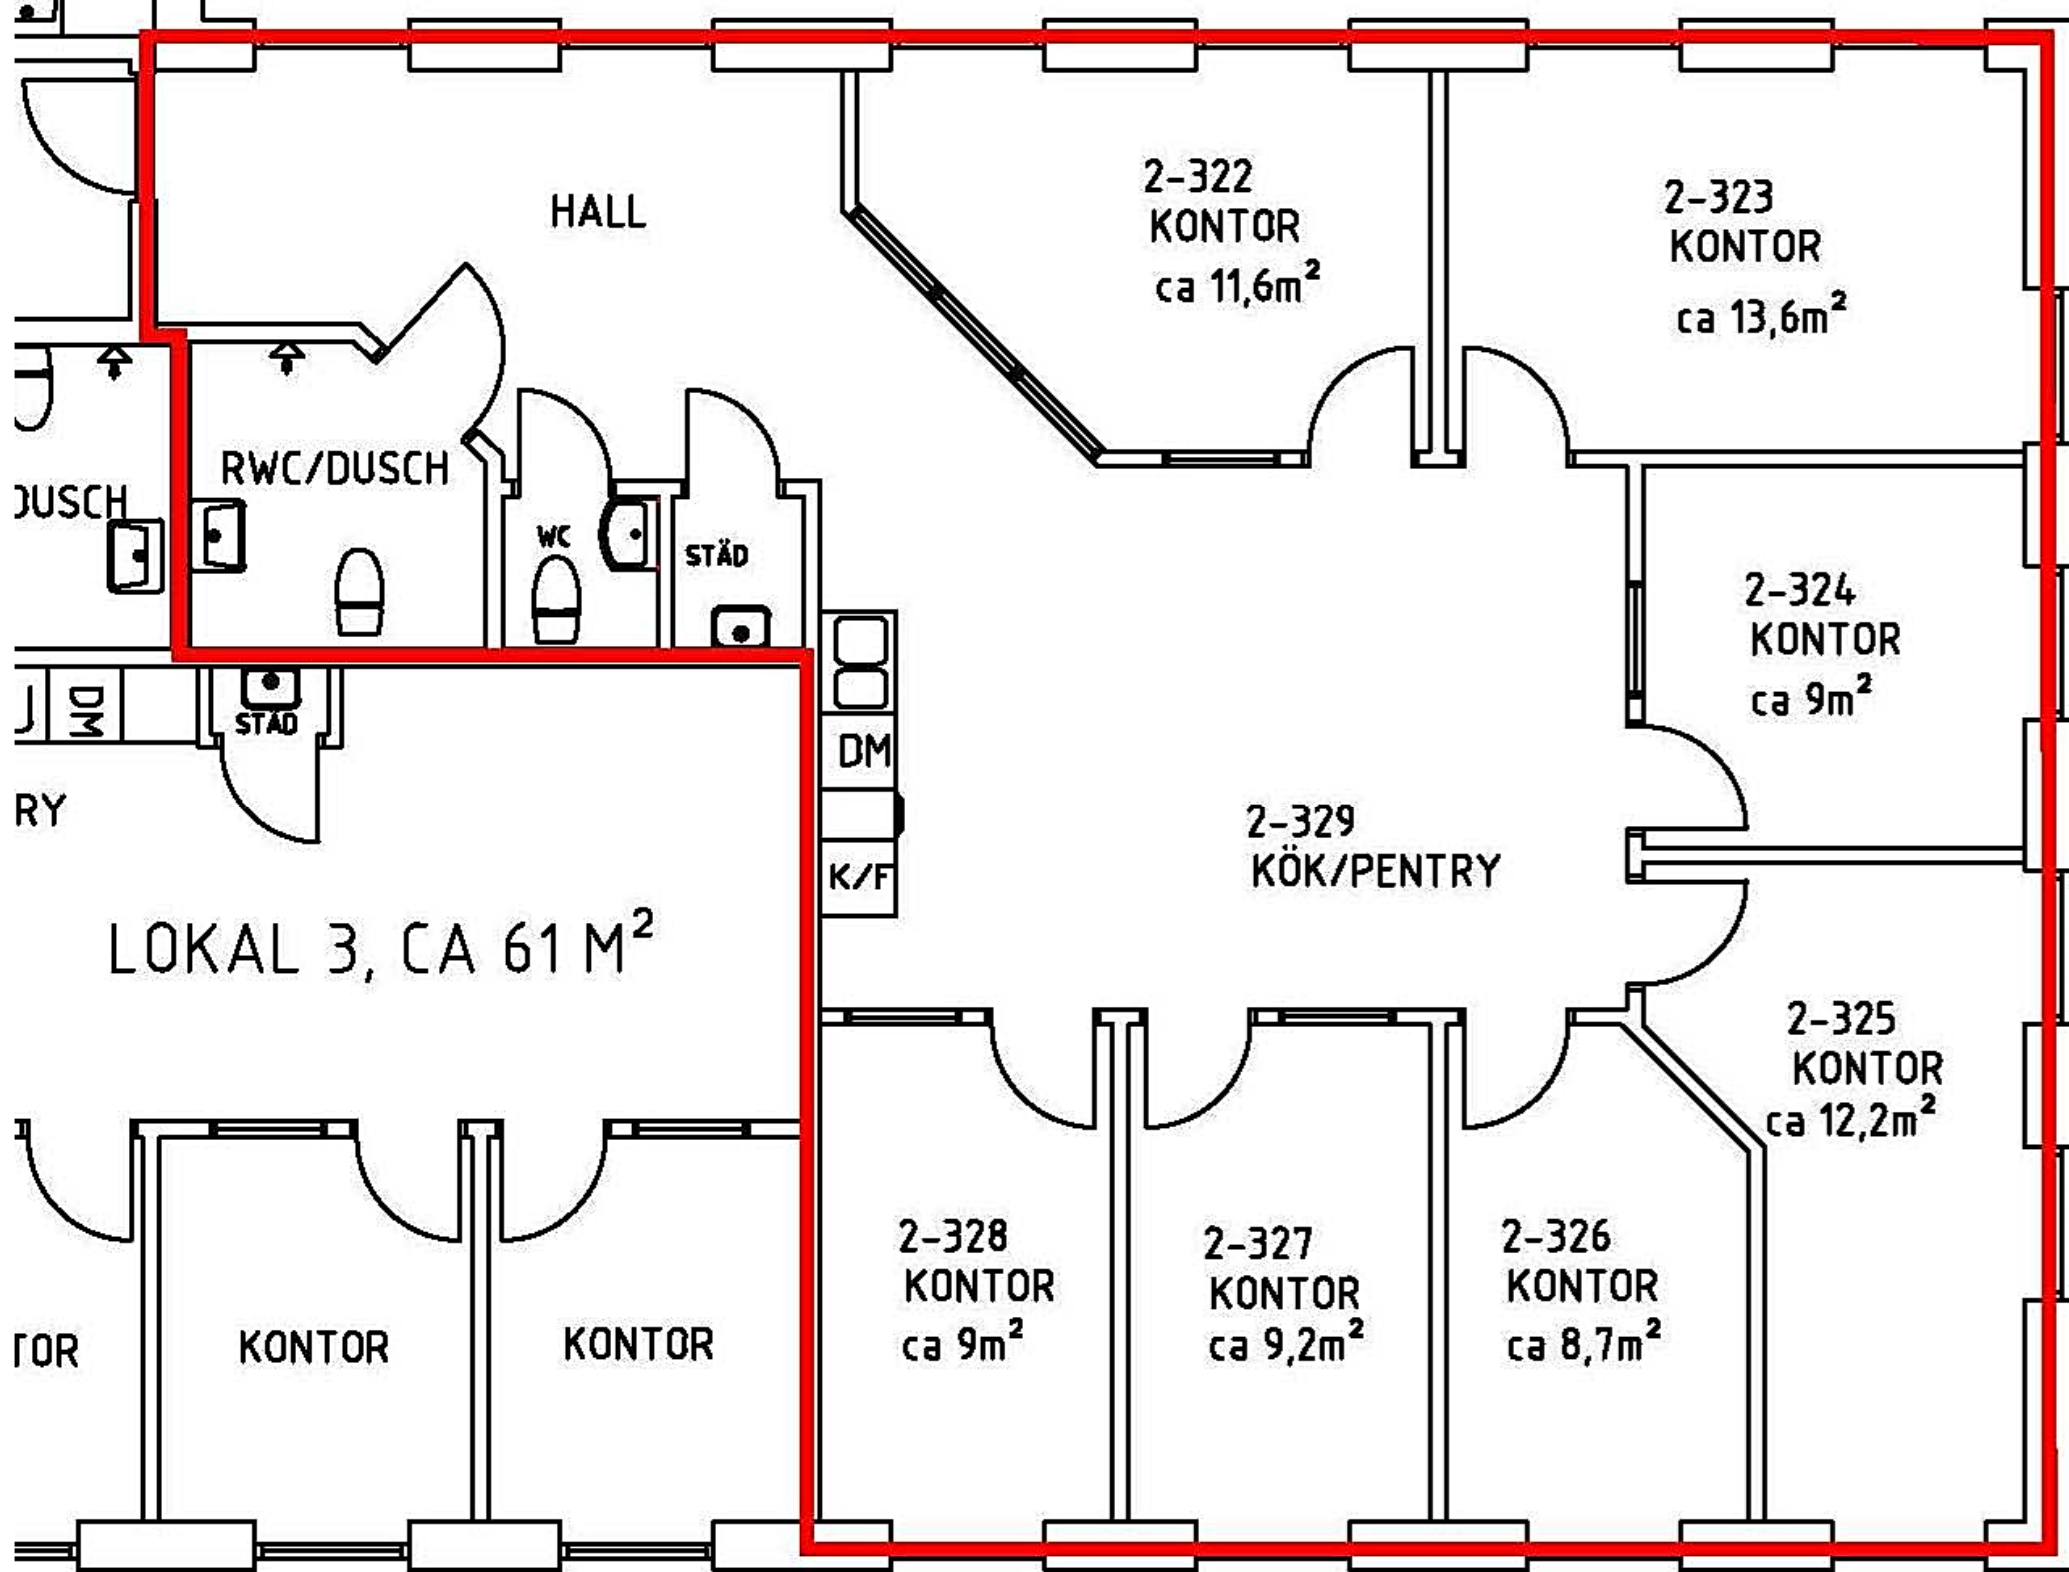 HALL
2-322
KONTOR
ca 11,6m²
2-323
KONTOR
ca 13,6m²
RWC/DUSCH
DUSCH
WC
STÄD
2-324
KONTOR
ca 9m²
DM
STÄD
DM
RY
2-329
KÖK/PENTRY
K/F
LOKAL 3, CA 61 M²
2-325
KONTOR
ca 12,2m²
2-328
KONTOR
ca 9m²
2-327
KONTOR
ca 9,2m²
2-326
KONTOR
ca 8,7m²
TOR
KONTOR
KONTOR